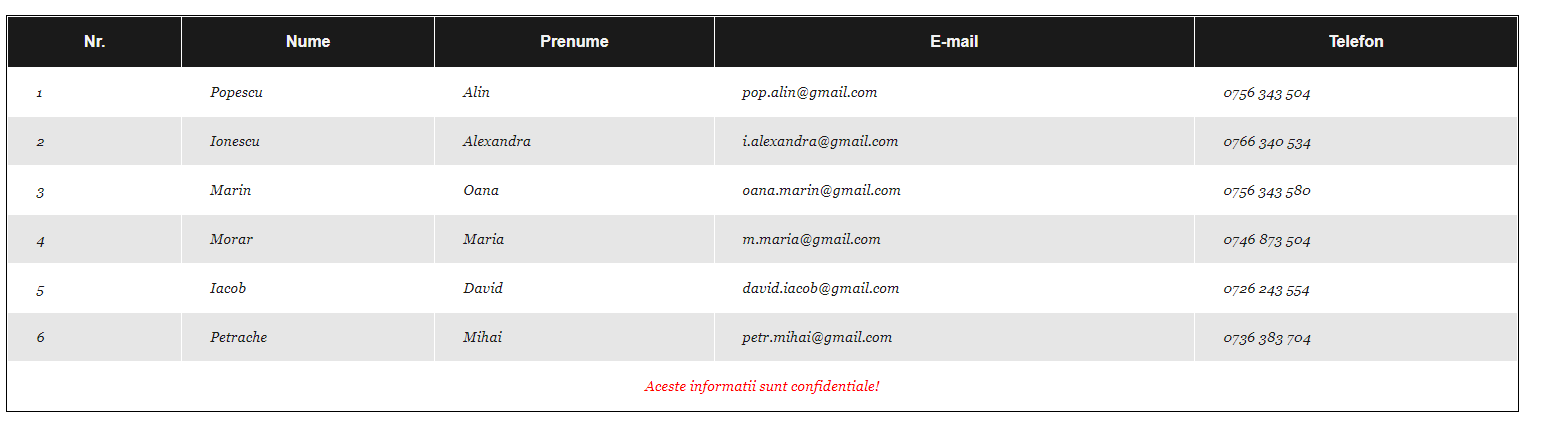 Nr. Nume Prenume E-mail Telefon
1 Popescu Alin pop.alin@gmail.com 0756 343 504
2 Ionescu Alexandra i.alexandra@gmail.com 0766 340 534
3 Marin Oana oana.marin@gmail.com 0756 343 580
4 Morar Maria m.maria@gmail.com 0746 873 504
5 Iacob David david.iacob@gmail.com 0726 243 554
6 Petrache Mihai petr.mihai@gmail.com 0736 383 704
Aceste informatii sunt confidentiale!